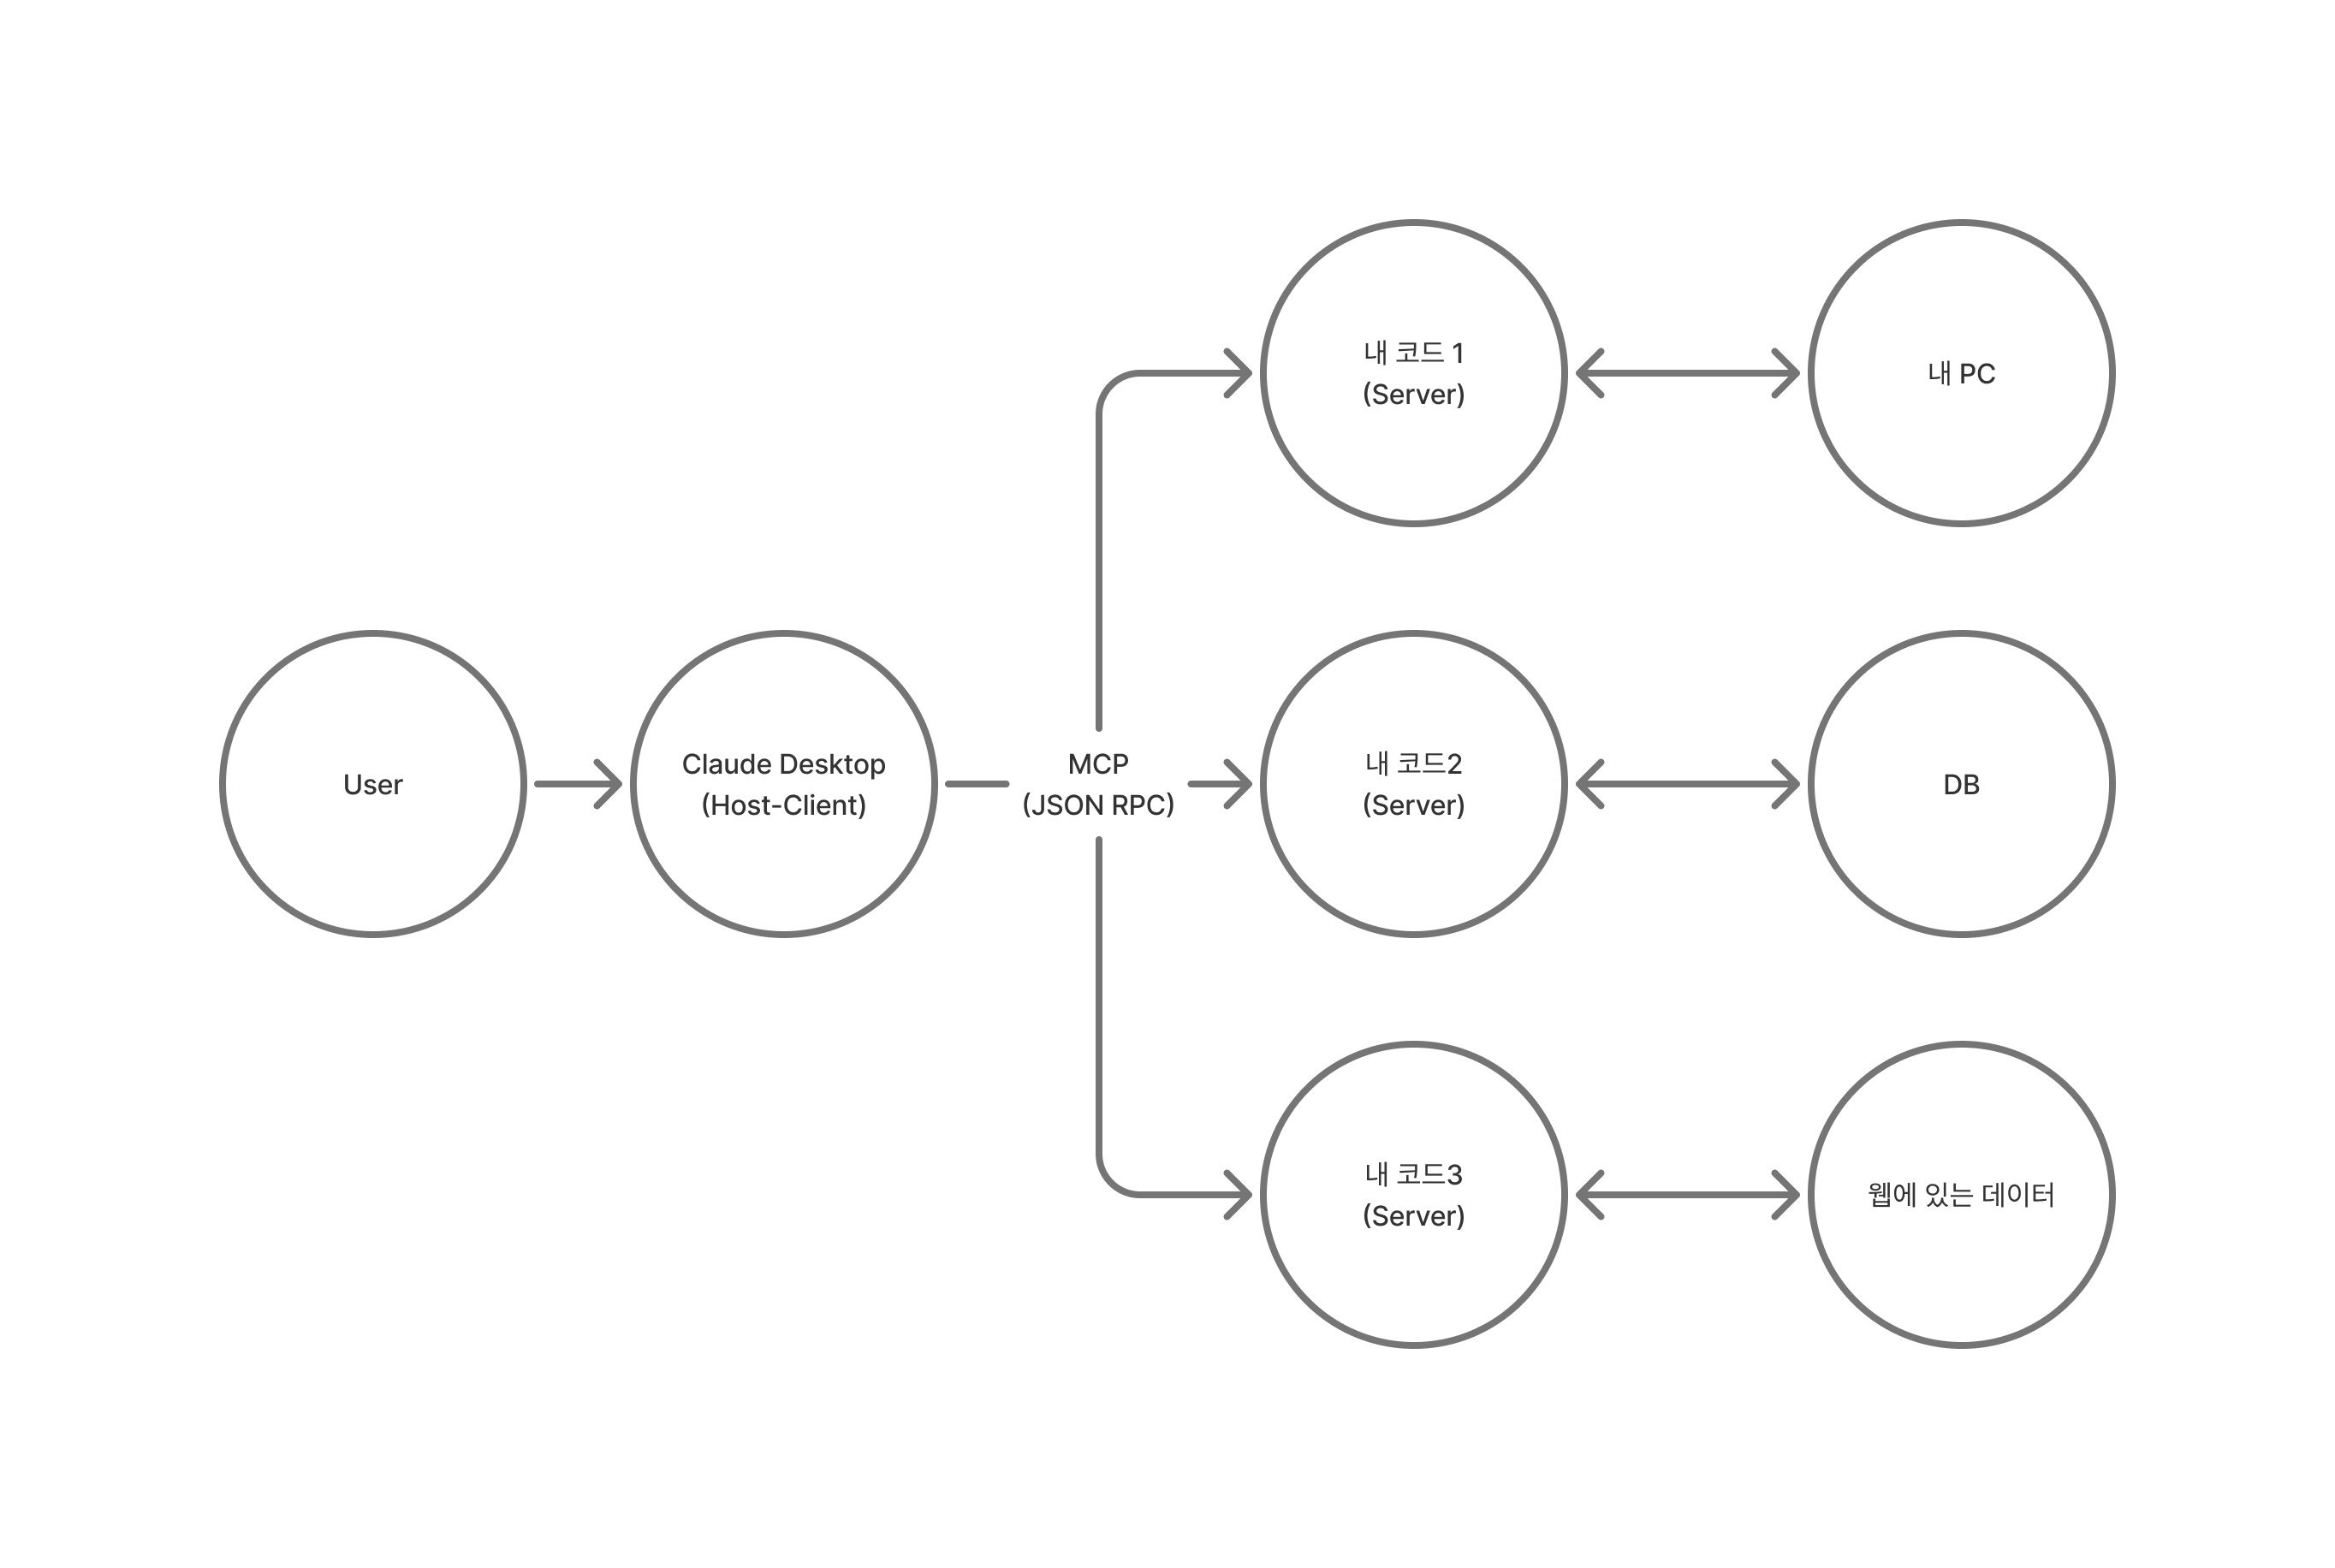 User
Claude Desktop
(Host-Client)
MCP
(JSON RPC)
내 코드 1
(Server)
내 PC
내 코드2
(Server)
DB
내 코드3
(Server)
웹에 있는 데이터